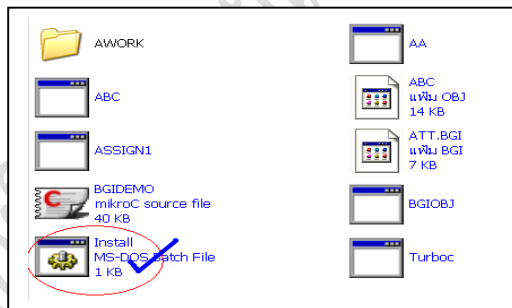 AWORK
AA
ABC
ABC
แฟ้ม OBJ
14 KB
ASSIGN1
ATT.BGI
แฟ้ม BGI
7 KB
BGIDEMO
mikroC source file
40 KB
BGIOBJ
Install
MS-DOS Batch File
1 KB
Turboc